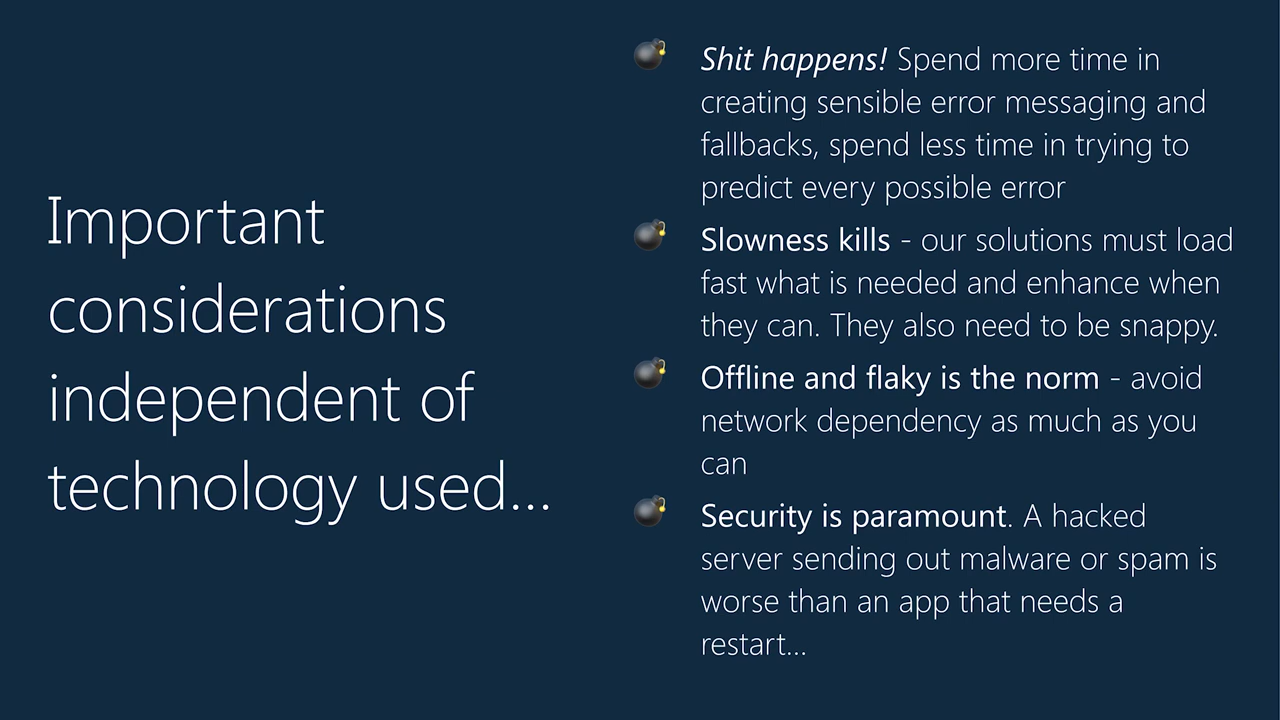 Important
considerations
independent of
technology used...
Shit happens! Spend more time in
creating sensible error messaging and
fallbacks, spend less time in trying to
predict every possible error
Slowness kills - our solutions must load
fast what is needed and enhance when
they can. They also need to be snappy.
Offline and flaky is the norm - avoid
network dependency as much as you
can
Security is paramount. A hacked
server sending out malware or spam is
worse than an app that needs a
restart...